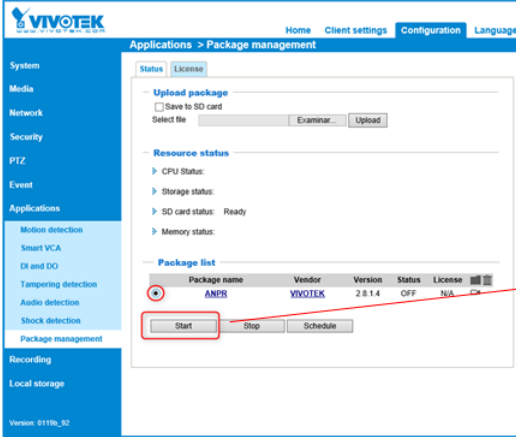 VIVOTEK
www.vivotek.com
Home Client settings Configuration Language
Applications > Package management
System
Media
Network
Security
PTZ
Event
Applications
Motion detection
Smart VCA
DI and DO
Tampering detection
Audio detection
Shock detection
Package management
Recording
Local storage
Version: 0119b_92
Status License
Upload package
Save to SD card
Select file Examinar... Upload
Resource status
CPU Status:
Storage status:
SD card status: Ready
Memory status:
Package list
Package name Vendor Version Status License
ANPR VIVOTEK 2.8.1.4 OFF N/A
Start Stop Schedule